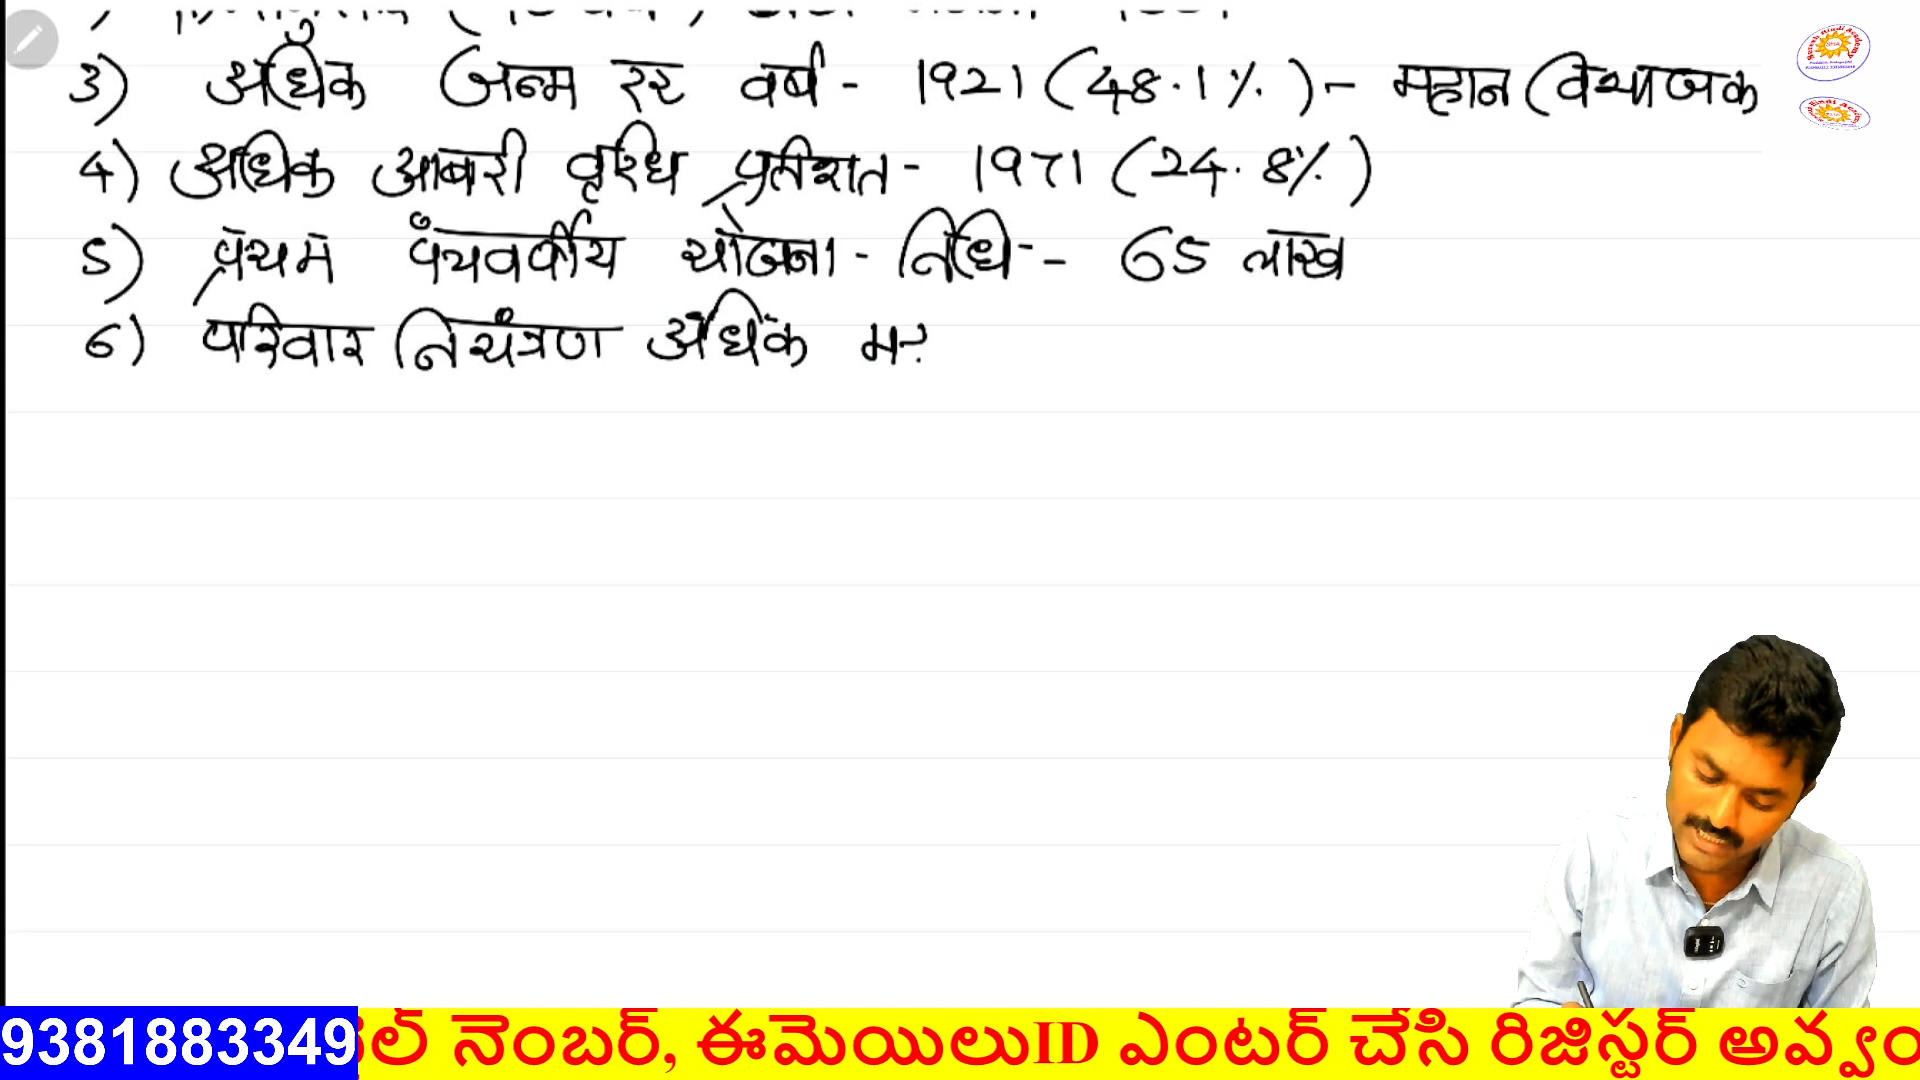 3) अधिक जन्म दर वर्ष - 1921 (48.1%) - महान विभाजक
4) अधिक आबादी वृद्धि प्रतिशत - 1971 (24.8%)
5) प्रथम पंचवर्षीय योजना - निधि - 65 लाख
6) परिवार नियंत्रण अधिक म?
9381883349 ల్ నెంబర్, ఈమెయిలుID ఎంటర్ చేసి రిజిస్టర్ అవ్వం